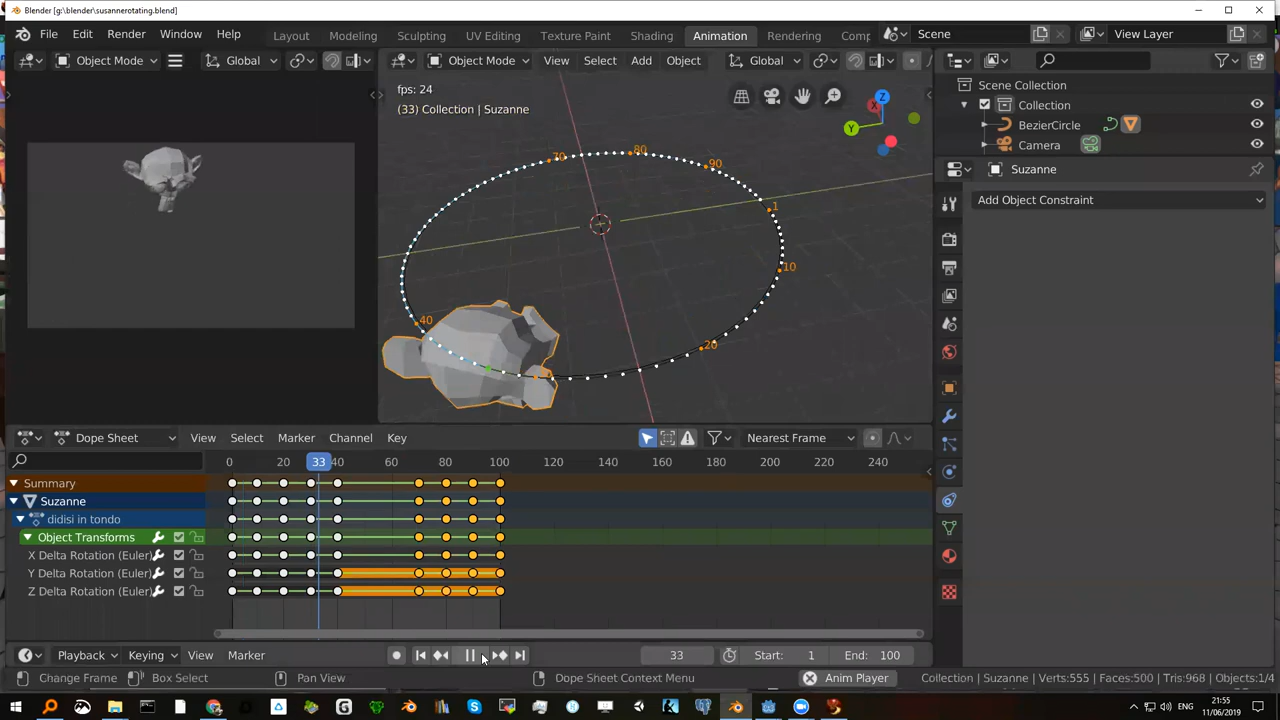 Blender [g:\blender\susannerotating.blend]
File Edit Render Window Help
Layout Modeling Sculpting UV Editing Texture Paint Shading Animation Rendering Comp
Scene
View Layer
Object Mode Global
Object Mode View Select Add Object Global
fps: 24
(33) Collection | Suzanne
Z
X
Y
70
80
90
1
10
20
40
Scene Collection
Collection
BezierCircle
Camera
Suzanne
Add Object Constraint
Dope Sheet View Select Marker Channel Key Nearest Frame
0 20 33 40 60 80 100 120 140 160 180 200 220 240
Summary
Suzanne
didisi in tondo
Object Transforms
X Delta Rotation (Euler)
Y Delta Rotation (Euler)
Z Delta Rotation (Euler)
Playback Keying View Marker 33 Start: 1 End: 100
Change Frame Box Select Pan View Dope Sheet Context Menu Anim Player Collection | Suzanne | Verts:555 | Faces:500 | Tris:968 | Objects:1/4
ENG
21:55
11/06/2019